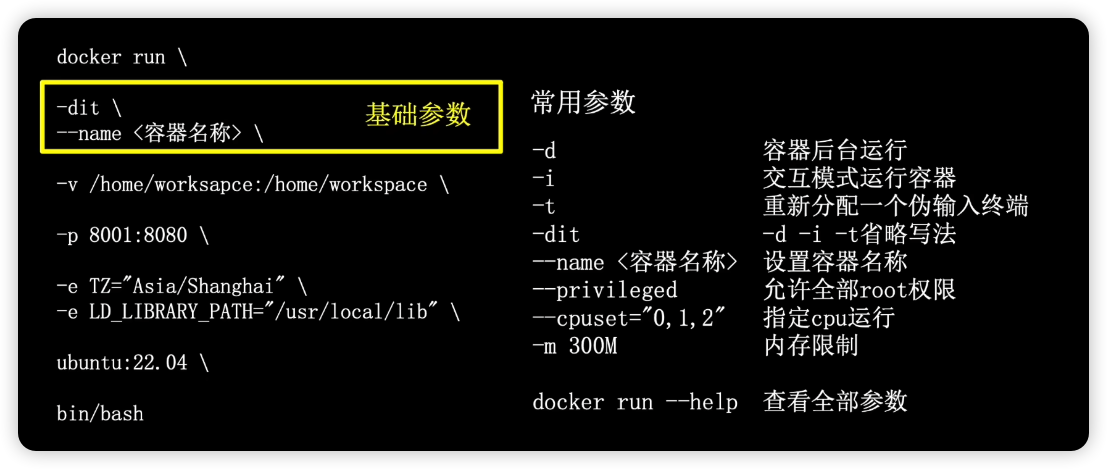 docker run \
-dit \
--name <容器名称> \
基础参数
-v /home/worksapce:/home/workspace \
-p 8001:8080 \
-e TZ="Asia/Shanghai" \
-e LD_LIBRARY_PATH="/usr/local/lib" \
ubuntu:22.04 \
bin/bash
常用参数
-d 容器后台运行
-i 交互模式运行容器
-t 重新分配一个伪输入终端
-dit -d -i -t省略写法
--name <容器名称> 设置容器名称
--privileged 允许全部root权限
--cpuset="0,1,2" 指定cpu运行
-m 300M 内存限制
docker run --help 查看全部参数